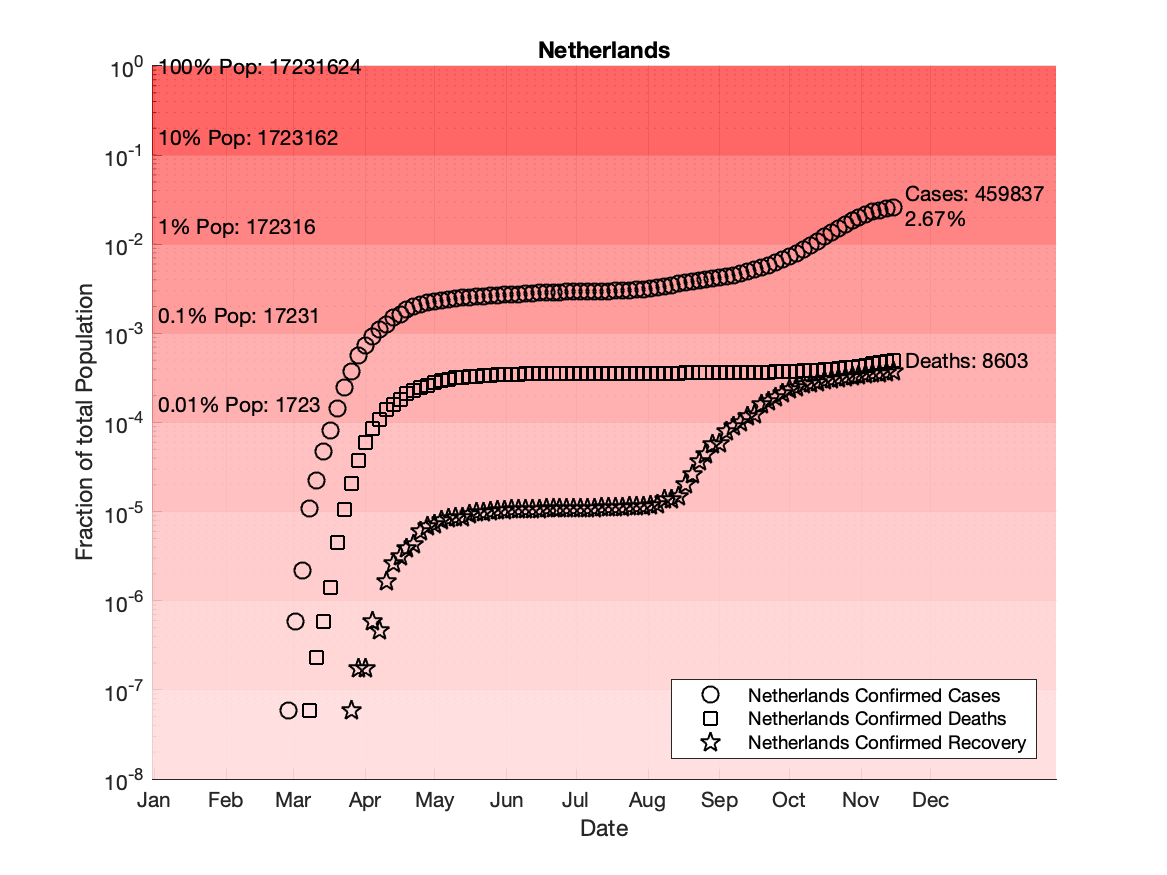 Netherlands
10^0
100% Pop: 17231624
10% Pop: 1723162
10^-1
Cases: 459837
2.67%
1% Pop: 172316
10^-2
0.1% Pop: 17231
10^-3
Deaths: 8603
0.01% Pop: 1723
10^-4
10^-5
10^-6
10^-7
10^-8
Fraction of total Population
Netherlands Confirmed Cases
Netherlands Confirmed Deaths
Netherlands Confirmed Recovery
Jan Feb Mar Apr May Jun Jul Aug Sep Oct Nov Dec
Date